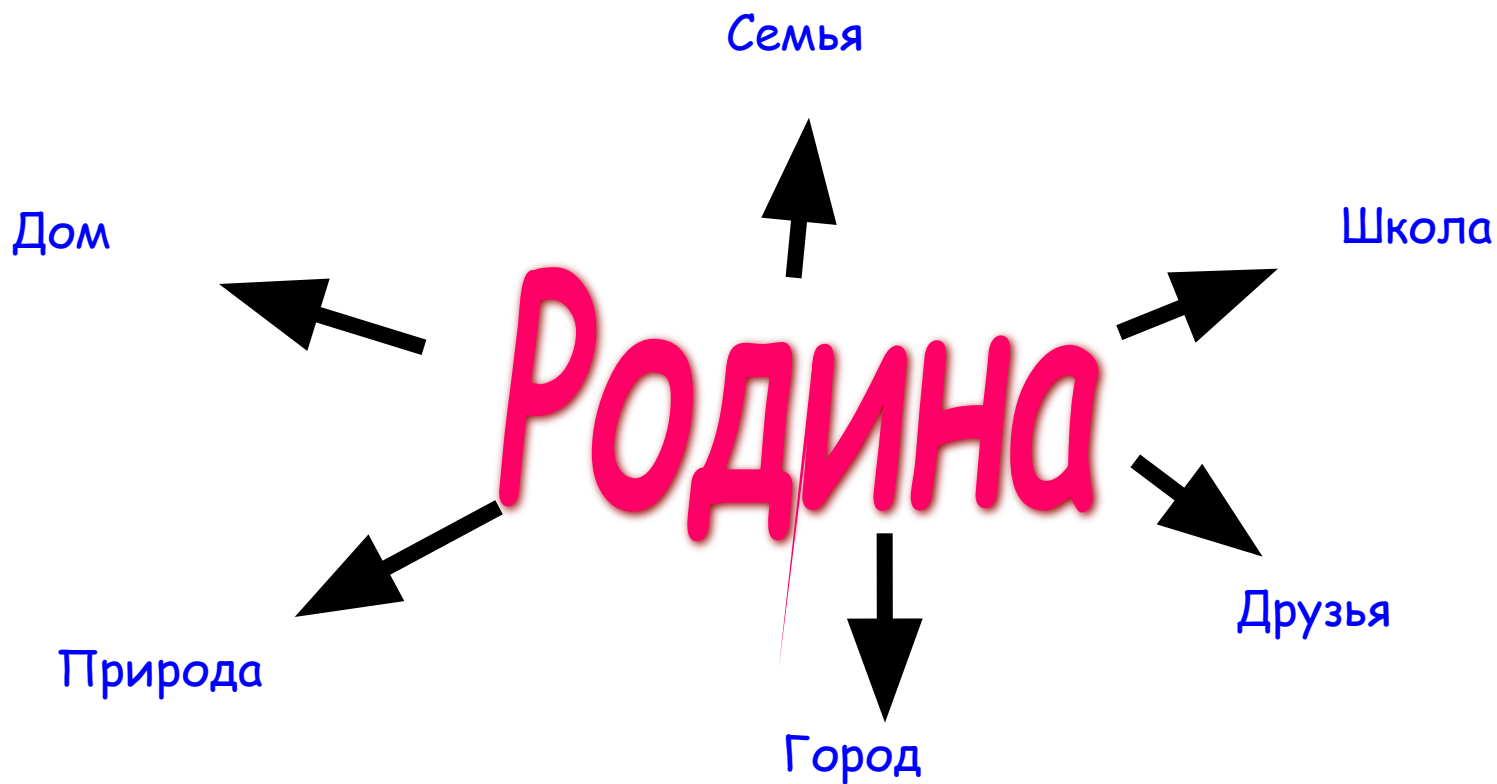 Семья
Дом
Школа
Родина
Друзья
Природа
Город